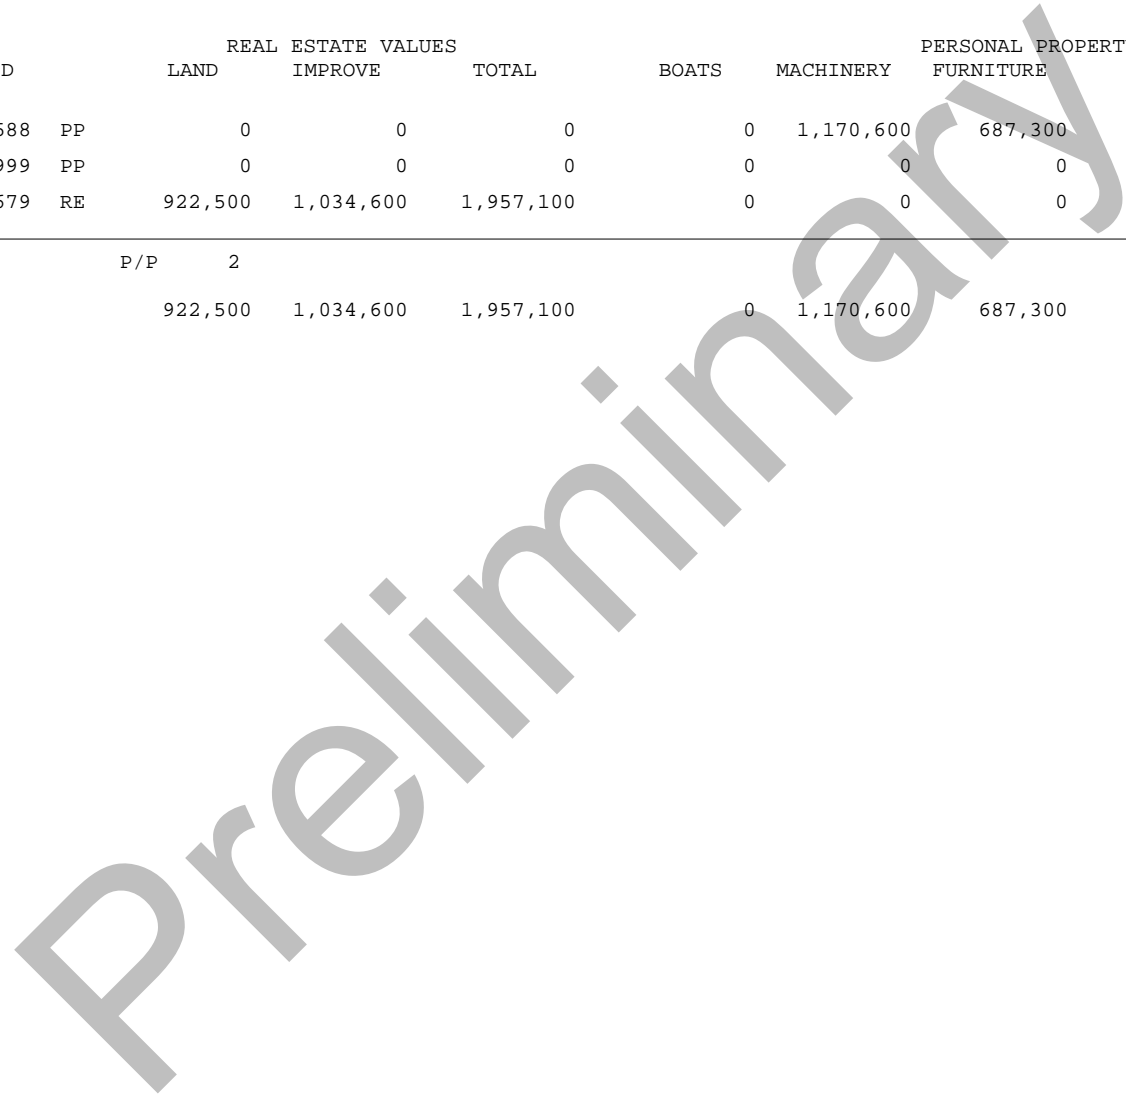 REAL ESTATE VALUES PERSONAL PROPERT
D LAND IMPROVE TOTAL BOATS MACHINERY FURNITURE
588 PP 0 0 0 0 1,170,600 687,300
999 PP 0 0 0 0 0 0
579 RE 922,500 1,034,600 1,957,100 0 0 0
P/P 2
922,500 1,034,600 1,957,100 0 1,170,600 687,300
Preliminary